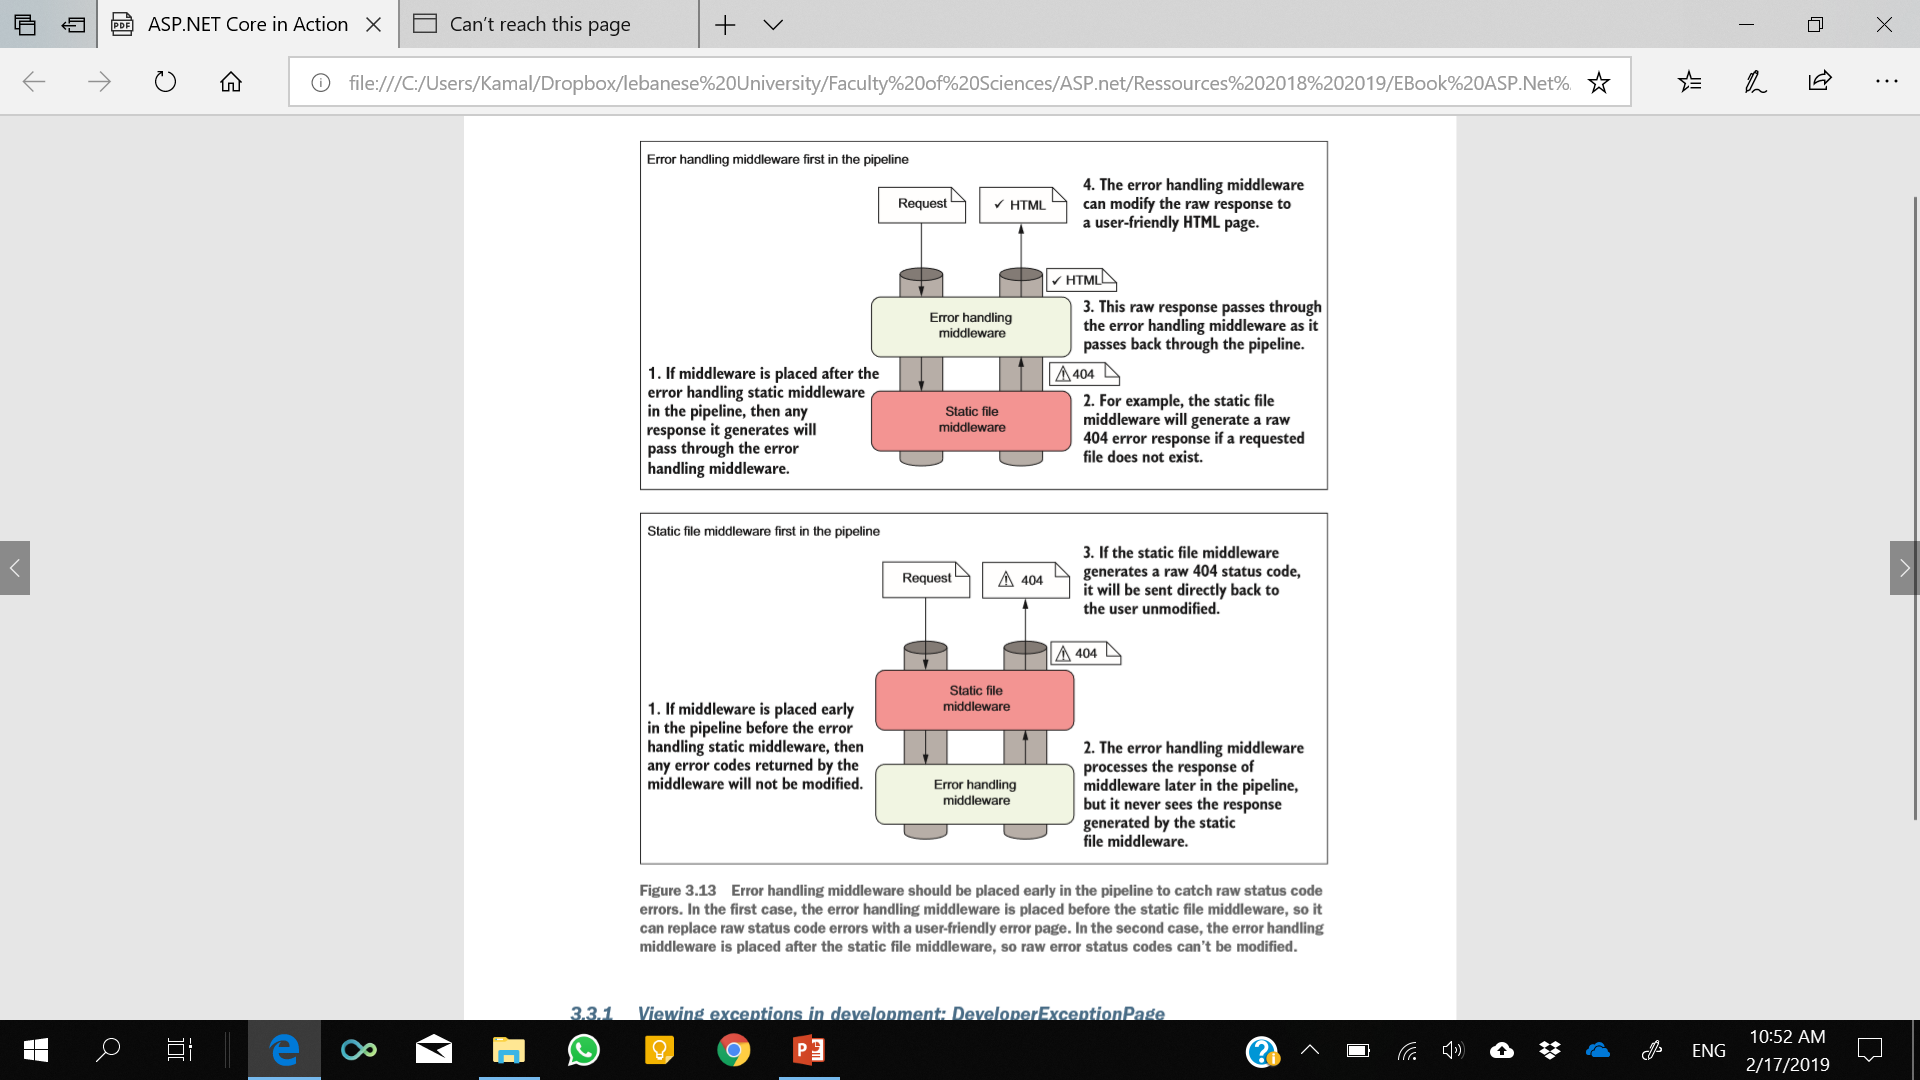 ASP.NET Core in Action
Can't reach this page
file:///C:/Users/Kamal/Dropbox/lebanese%20University/Faculty%20of%20Sciences/ASP.net/Ressources%202018%202019/EBook%20ASP.Net%.
Error handling middleware first in the pipeline
Request
✓ HTML
4. The error handling middleware
can modify the raw response to
a user-friendly HTML page.
✓ HTML
Error handling
middleware
3. This raw response passes through
the error handling middleware as it
passes back through the pipeline.
404
1. If middleware is placed after the
error handling static middleware
in the pipeline, then any
response it generates will
pass through the error
handling middleware.
Static file
middleware
2. For example, the static file
middleware will generate a raw
404 error response if a requested
file does not exist.
Static file middleware first in the pipeline
Request
404
3. If the static file middleware
generates a raw 404 status code,
it will be sent directly back to
the user unmodified.
404
Static file
middleware
1. If middleware is placed early
in the pipeline before the error
handling static middleware, then
any error codes returned by the
middleware will not be modified.
Error handling
middleware
2. The error handling middleware
processes the response of
middleware later in the pipeline,
but it never sees the response
generated by the static
file middleware.
Figure 3.13 Error handling middleware should be placed early in the pipeline to catch raw status code
errors. In the first case, the error handling middleware is placed before the static file middleware, so it
can replace raw status code errors with a user-friendly error page. In the second case, the error handling
middleware is placed after the static file middleware, so raw error status codes can't be modified.
3.3.1 Viewing exceptions in development: DeveloperExceptionPage
ENG
10:52 AM
2/17/2019